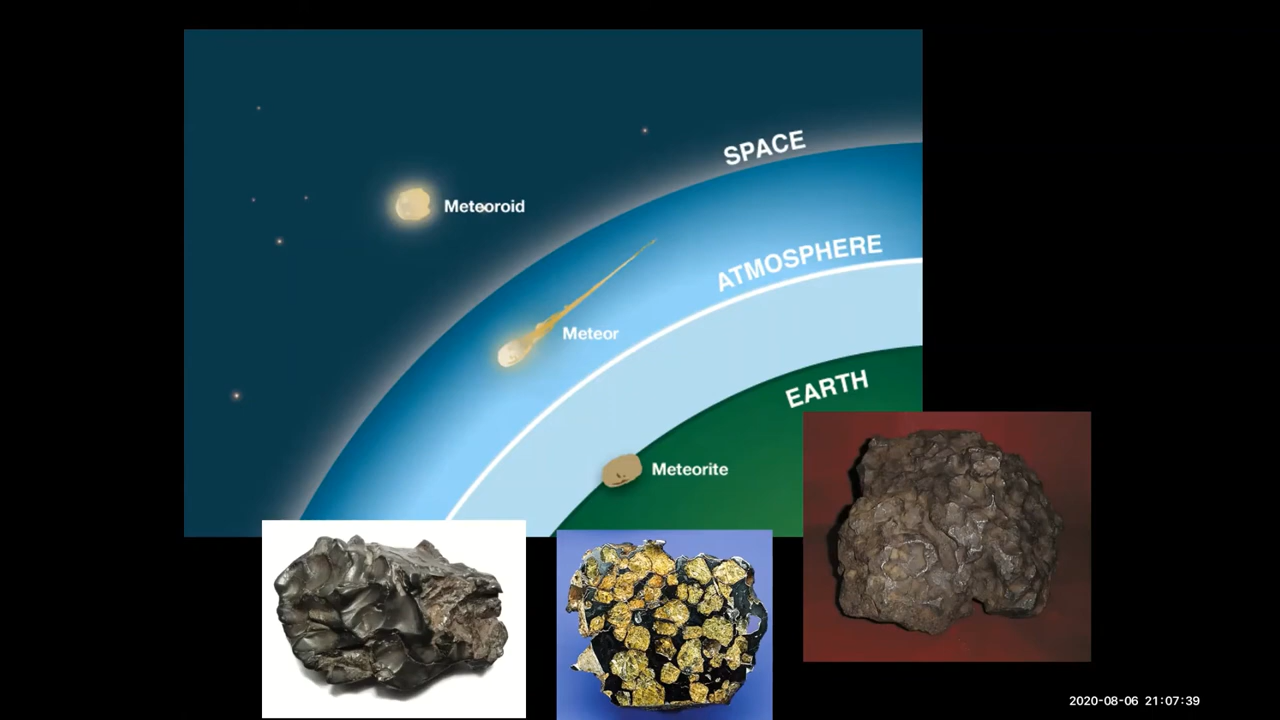 SPACE
Meteoroid
ATMOSPHERE
Meteor
EARTH
Meteorite
2020-08-06 21:07:39